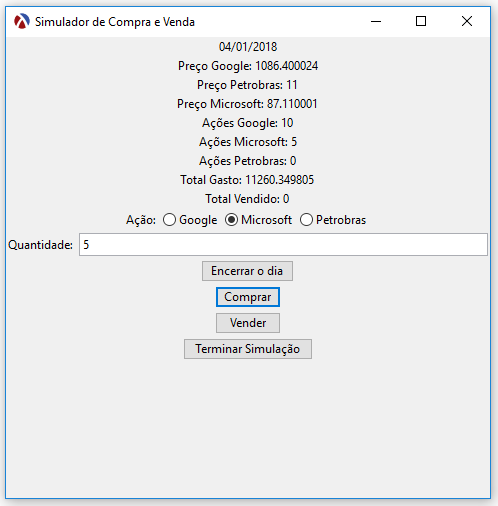 Simulador de Compra e Venda
04/01/2018
Preço Google: 1086.400024
Preço Petrobras: 11
Preço Microsoft: 87.110001
Ações Google: 10
Ações Microsoft: 5
Ações Petrobras: 0
Total Gasto: 11260.349805
Total Vendido: 0
Ação: Google Microsoft Petrobras
Quantidade: 5
Encerrar o dia
Comprar
Vender
Terminar Simulação